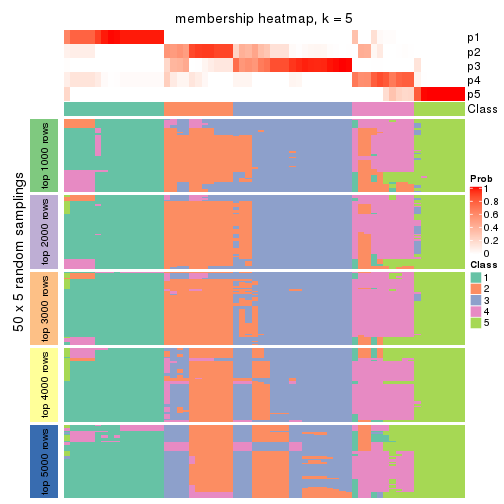 membership heatmap, k = 5
p1
p2
p3
p4
p5
Class
50 x 5 random samplings
top 1000 rows
top 2000 rows
top 3000 rows
top 4000 rows
top 5000 rows
Prob
1
0.8
0.6
0.4
0.2
0
Class
1
2
3
4
5